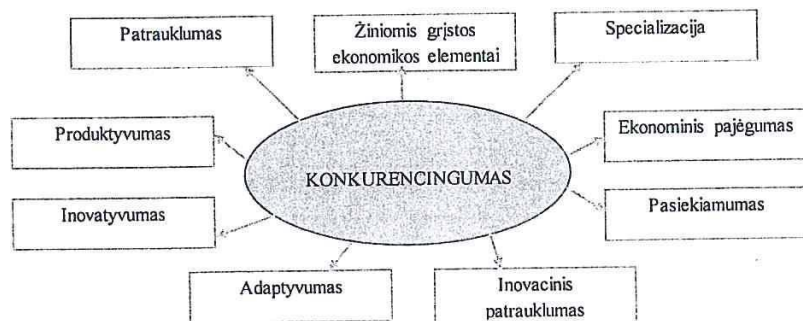 Patrauklumas
Žiniomis grįstos
ekonomikos elementai
Specializacija
Produktyvumas
Ekonominis pajėgumas
KONKURENCINGUMAS
Inovatyvumas
Pasiekiamumas
Adaptyvumas
Inovacinis
patrauklumas